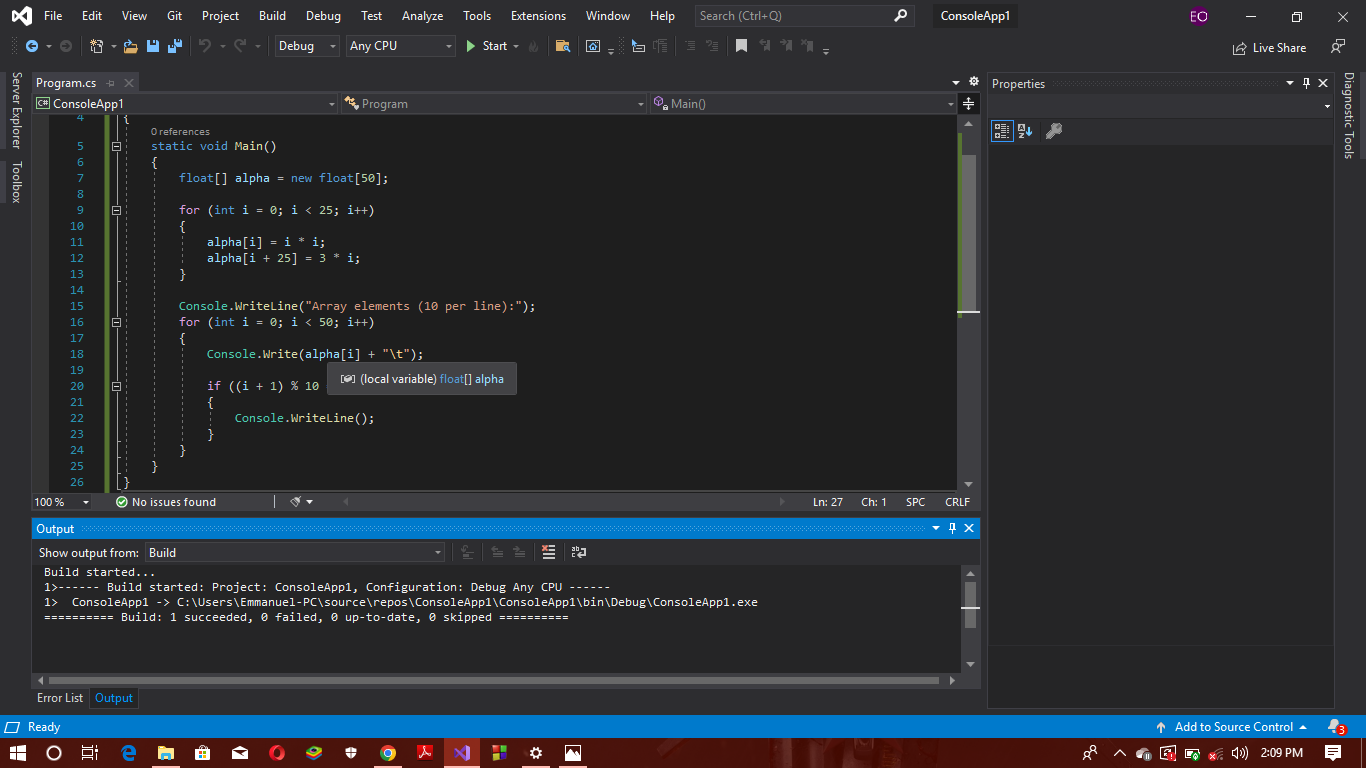 File Edit View Git Project Build Debug Test Analyze Tools Extensions Window Help Search (Ctrl+Q) ConsoleApp1 EO
Debug Any CPU Start Live Share
Server Explorer
Toolbox
Program.cs
ConsoleApp1 Program Main()
4 {
0 references
5 static void Main()
6 {
7 float[] alpha = new float[50];
8
9 for (int i = 0; i < 25; i++)
10 {
11 alpha[i] = i * i;
12 alpha[i + 25] = 3 * i;
13 }
14
15 Console.WriteLine("Array elements (10 per line):");
16 for (int i = 0; i < 50; i++)
17 {
18 Console.Write(alpha[i] + "\t");
19
(local variable) float[] alpha
20 if ((i + 1) % 10
21 {
22 Console.WriteLine();
23 }
24 }
25 }
26 }
100 % No issues found Ln: 27 Ch: 1 SPC CRLF
Output
Show output from: Build
Build started...
1>------ Build started: Project: ConsoleApp1, Configuration: Debug Any CPU ------
1> ConsoleApp1 -> C:\Users\Emmanuel-PC\source\repos\ConsoleApp1\ConsoleApp1\bin\Debug\ConsoleApp1.exe
========== Build: 1 succeeded, 0 failed, 0 up-to-date, 0 skipped ==========
Error List Output
Properties
Diagnostic Tools
Ready Add to Source Control 3
2:09 PM